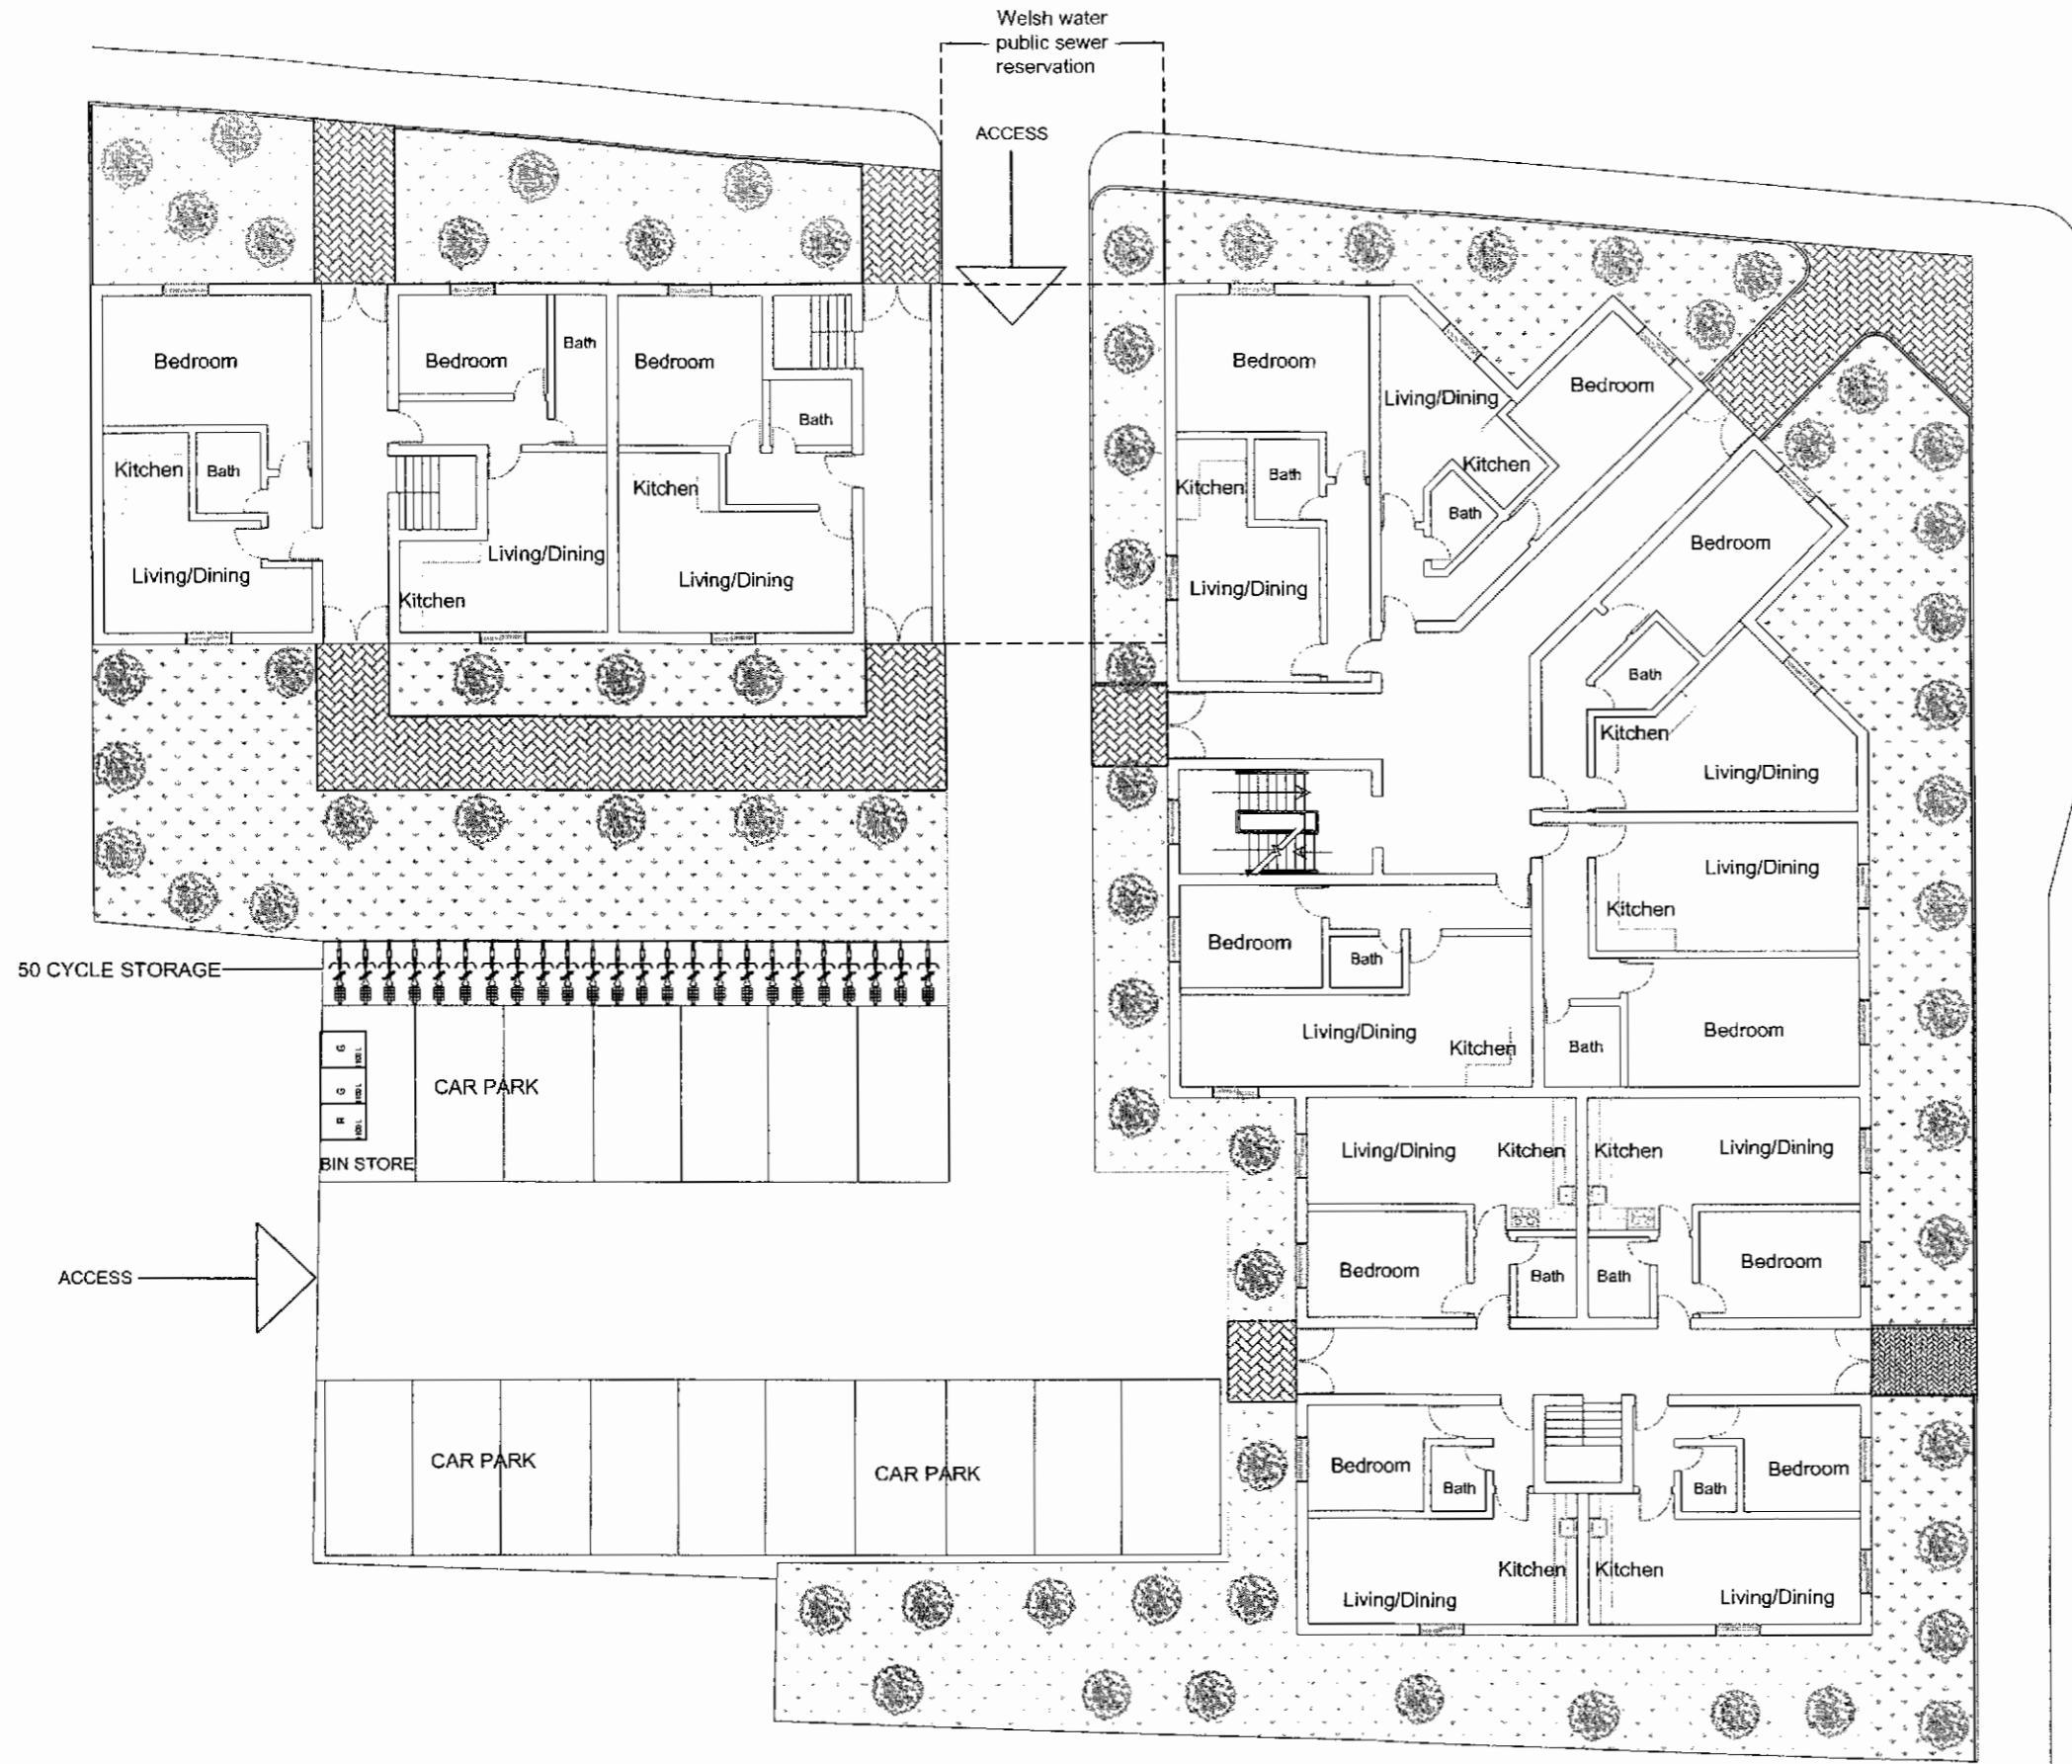 Welsh water
public sewer
reservation
ACCESS
Bedroom
Bedroom
Bath
Bedroom
Bath
Kitchen
Bath
Kitchen
Living/Dining
Living/Dining
Living/Dining
Kitchen
Bedroom
Living/Dining
Bedroom
Kitchen
Kitchen
Bath
Bath
Bedroom
Living/Dining
Bath
Kitchen
Living/Dining
Living/Dining
Kitchen
Bedroom
Bath
Living/Dining
Kitchen
Bath
Bedroom
50 CYCLE STORAGE
G
G
R
CAR PARK
BIN STORE
Living/Dining
Kitchen
Kitchen
Living/Dining
Bedroom
Bath
Bath
Bedroom
ACCESS
CAR PARK
CAR PARK
Bedroom
Bath
Bath
Bedroom
Kitchen
Kitchen
Living/Dining
Living/Dining